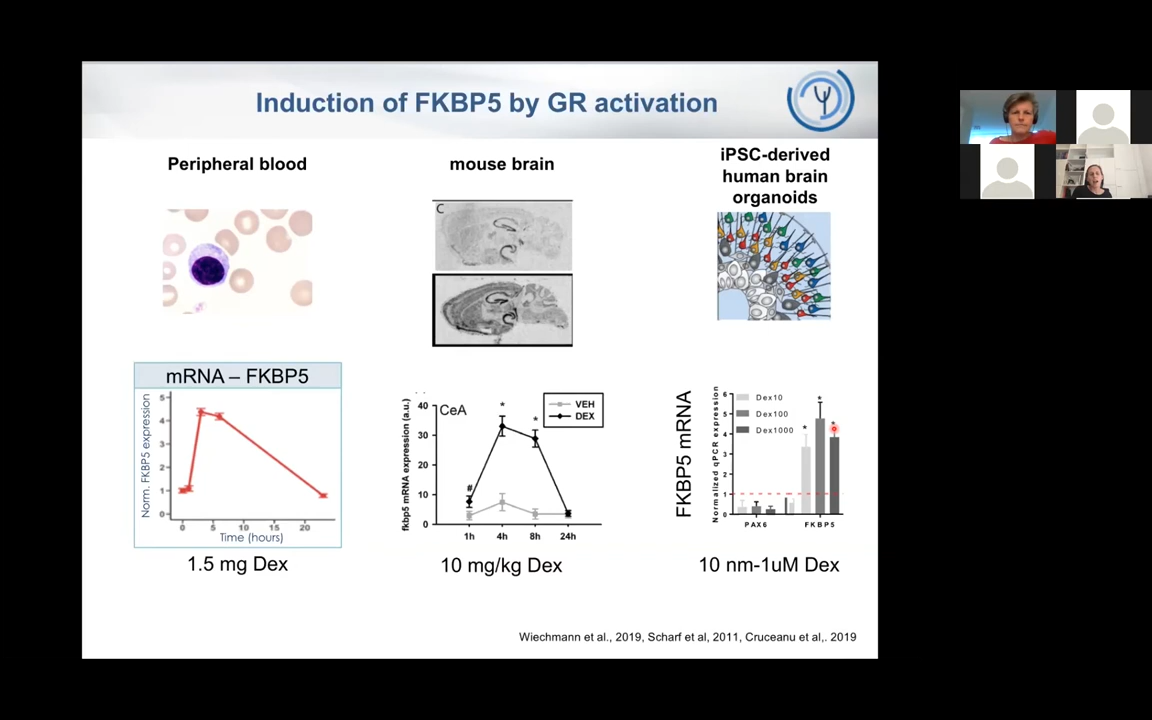 Induction of FKBP5 by GR activation
Peripheral blood
mouse brain
iPSC-derived
human brain
organoids
C
mRNA – FKBP5
Norm. FKBP5 expression
5
4
3
2
1
0
0
5
10
15
20
Time (hours)
1.5 mg Dex
fkbp5 mRNA expression (a.u.)
CeA
VEH
DEX
40
30
20
10
0
*
*
#
1h
4h
8h
24h
10 mg/kg Dex
FKBP5 mRNA
Normalized qPCR expression
6
5
4
3
2
1
0
Dex10
Dex100
Dex1000
*
*
*
PAX6
FKBP5
10 nm-1uM Dex
Wiechmann et al., 2019, Scharf et al, 2011, Cruceanu et al,. 2019